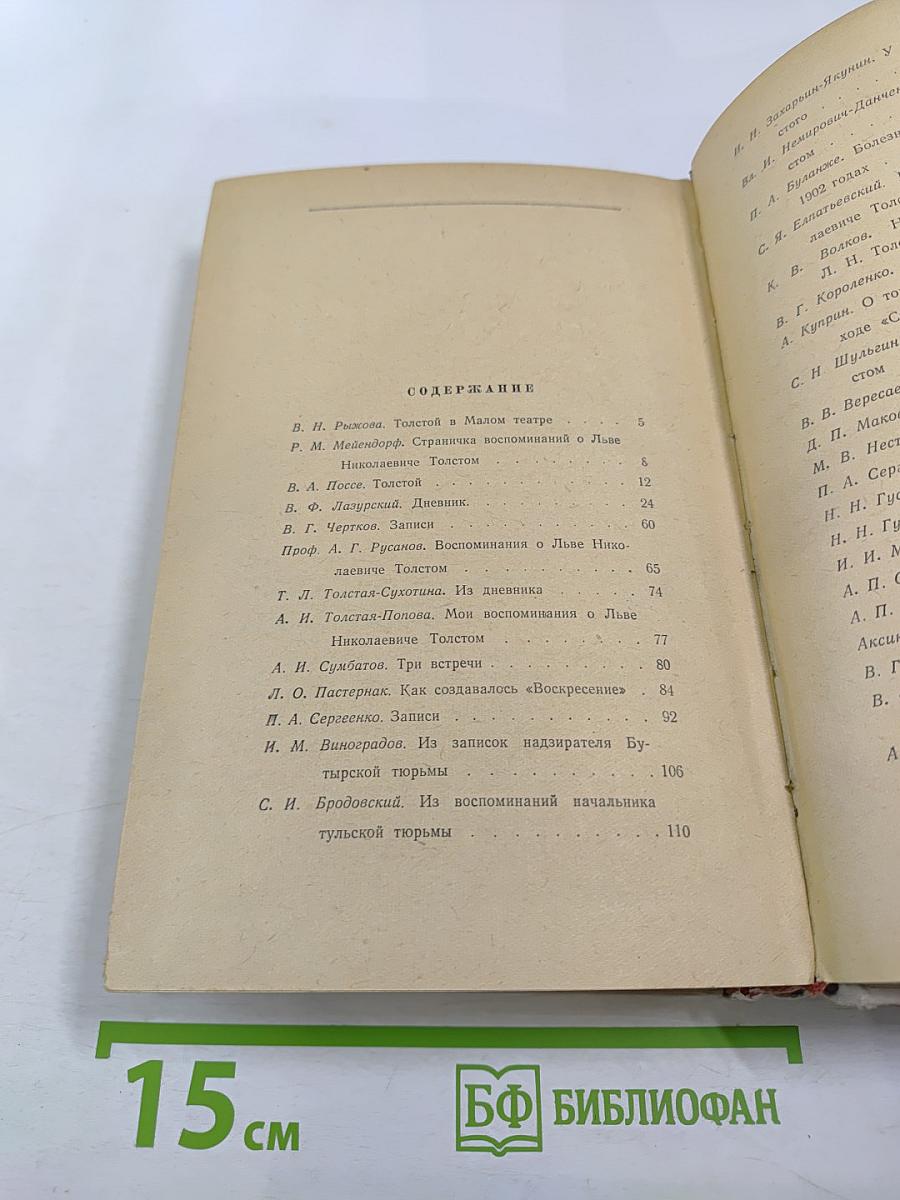 СОДЕРЖАНИЕ
В. Н. Рыжова. Толстой в Малом театре . . . . 5
Р. М. Мейендорф. Страничка воспоминаний о Льве
Николаевиче Толстом . . . . . . . . 8
В. А. Поссе. Толстой . . . . . . . . . . . 12
В. Ф. Лазурский. Дневник. . . . . . . . . . 24
В. Г. Чертков. Записи . . . . . . . . . . . 60
Проф. А. Г. Русанов. Воспоминания о Льве Нико-
лаевиче Толстом . . . . . . . . . . 65
Т. Л. Толстая-Сухотина. Из дневника . . . . . 74
А. И. Толстая-Попова. Мои воспоминания о Льве
Николаевиче Толстом . . . . . . . . 77
А. И. Сумбатов. Три встречи . . . . . . . . . 80
Л. О. Пастернак. Как создавалось «Воскресение» . 84
П. А. Сергеенко. Записи . . . . . . . . . . . 92
И. М. Виноградов. Из записок надзирателя Бу-
тырской тюрьмы . . . . . . . . . . 106
С. И. Бродовский. Из воспоминаний начальника
тульской тюрьмы . . . . . . . . . . 110
И. Н. Захарьин-Якунин. У
стого . . . . .
Вл. И. Немирович-Данчен
стом . . . .
П. А. Буланже. Болез
1902 годах .
С. Я. Елпатьевский.
лаевиче Тол
К. В. Волков. Н
Л. Н. Тол
В. Г. Короленко.
А. Куприн. О то
ходе «С
С. Н. Шульгин
стом
В. В. Вересае
Д. П. Мако
М. В. Нест
П. А. Сера
Н. Н. Гус
Н. Н. Гу
И. И. М
А. П. С
А. П.
Аксин
В. Г
В.
А
15 см
БФ БИБЛИОФАН